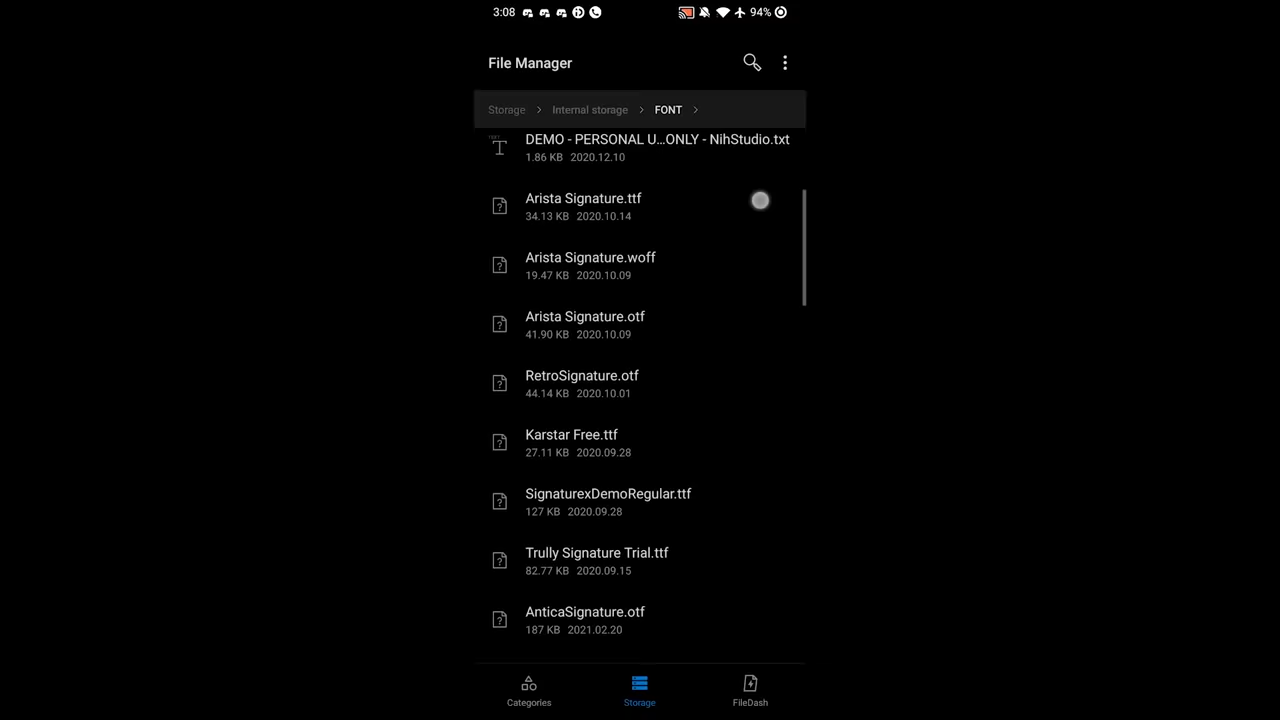 3:08
94%
File Manager
Storage > Internal storage > FONT >
DEMO - PERSONAL U...ONLY - NihStudio.txt
1.86 KB 2020.12.10
Arista Signature.ttf
34.13 KB 2020.10.14
Arista Signature.woff
19.47 KB 2020.10.09
Arista Signature.otf
41.90 KB 2020.10.09
RetroSignature.otf
44.14 KB 2020.10.01
Karstar Free.ttf
27.11 KB 2020.09.28
SignaturexDemoRegular.ttf
127 KB 2020.09.28
Trully Signature Trial.ttf
82.77 KB 2020.09.15
AnticaSignature.otf
187 KB 2021.02.20
Categories
Storage
FileDash